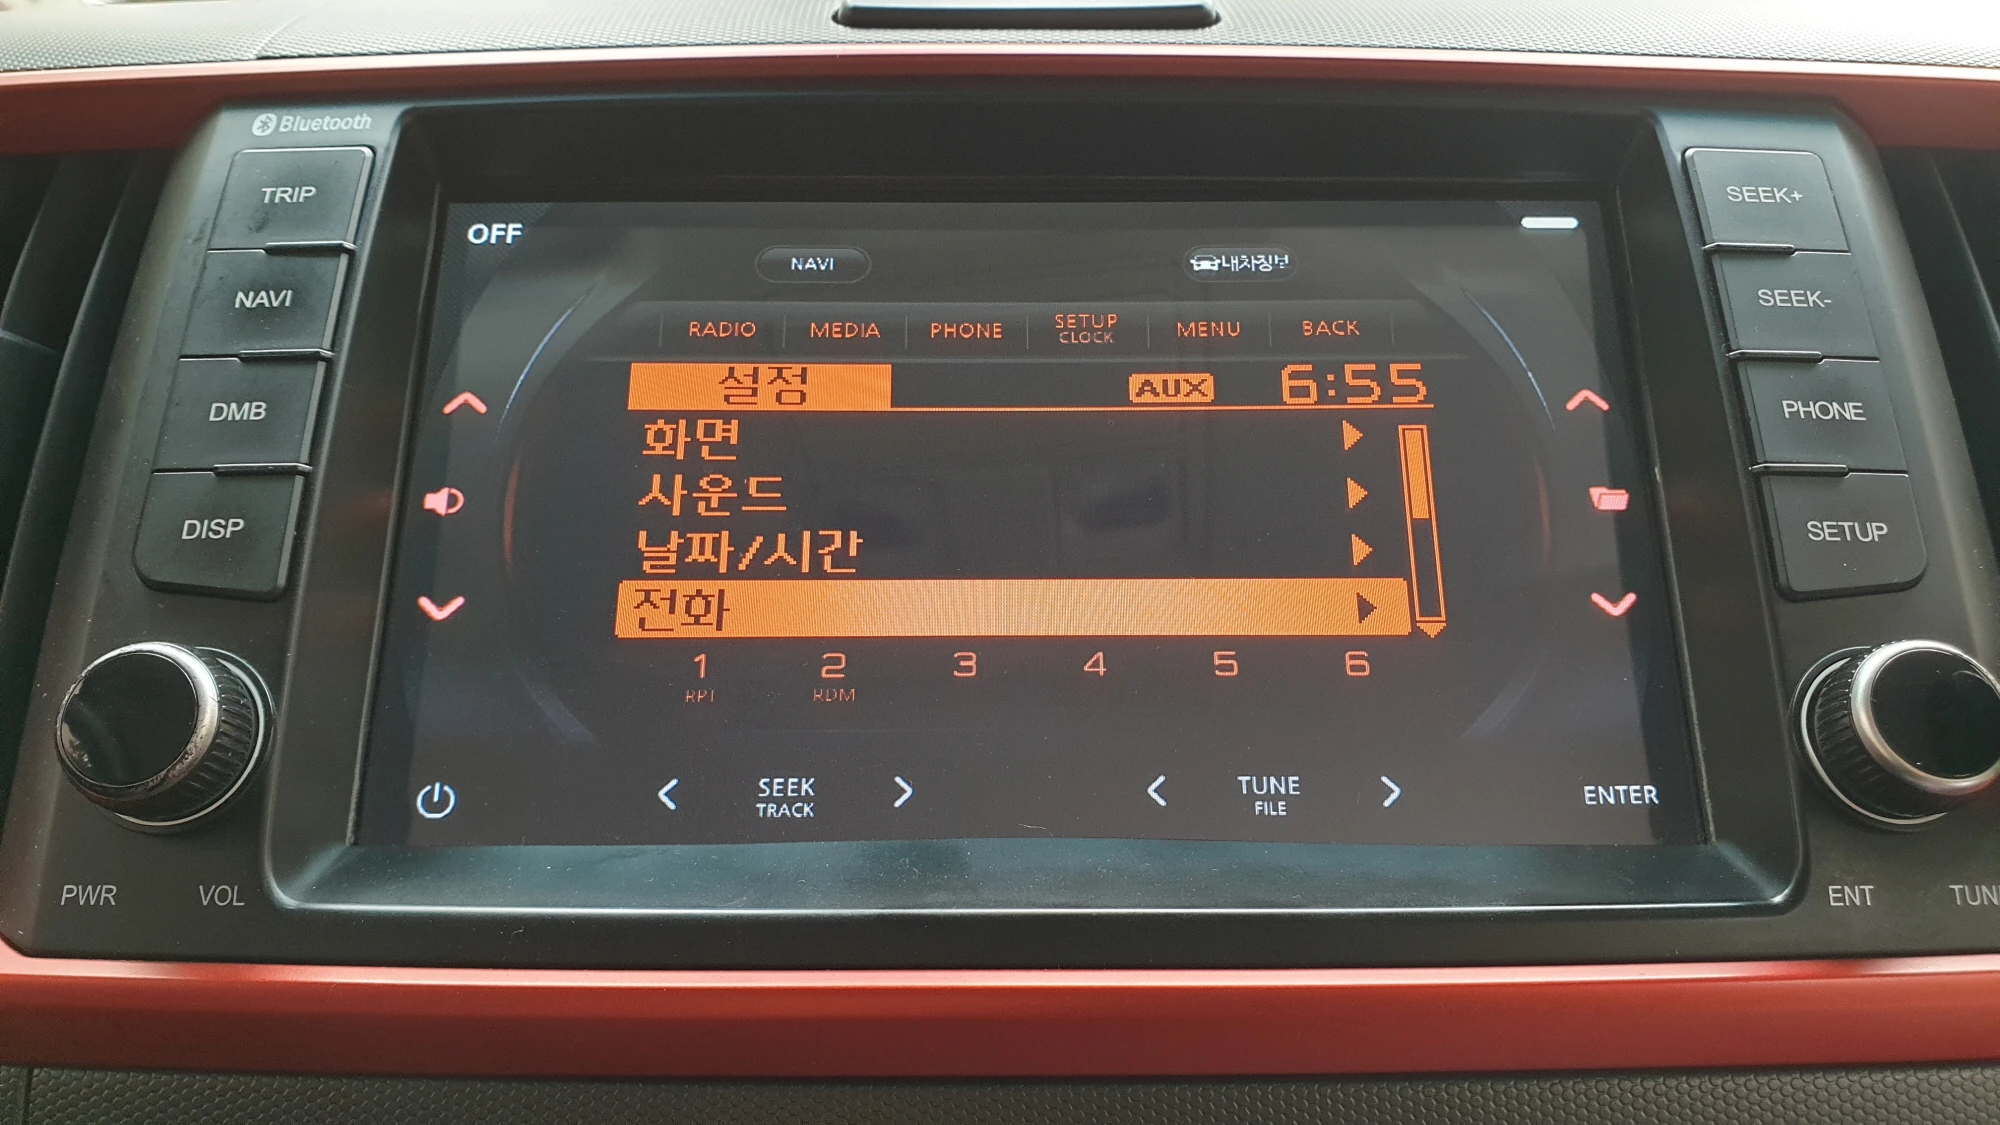 Bluetooth
TRIP
NAVI
DMB
DISP
PWR VOL
OFF
NAVI 내차정보
RADIO MEDIA PHONE SETUP CLOCK MENU BACK
설정 AUX 6:55
화면
사운드
날짜/시간
전화
1 2 3 4 5 6
RPT RDM
SEEK TUNE ENTER
TRACK FILE
SEEK+
SEEK-
PHONE
SETUP
ENT TUNE